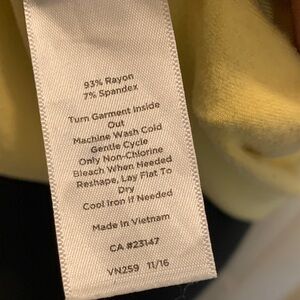 93% Rayon
7% Spandex
Turn Garment Inside
Out
Machine Wash Cold
Gentle Cycle
Only Non-Chlorine
Bleach When Needed
Reshape, Lay Flat To
Dry
Cool Iron If Needed
Made In Vietnam
CA #23147
VN259 11/16